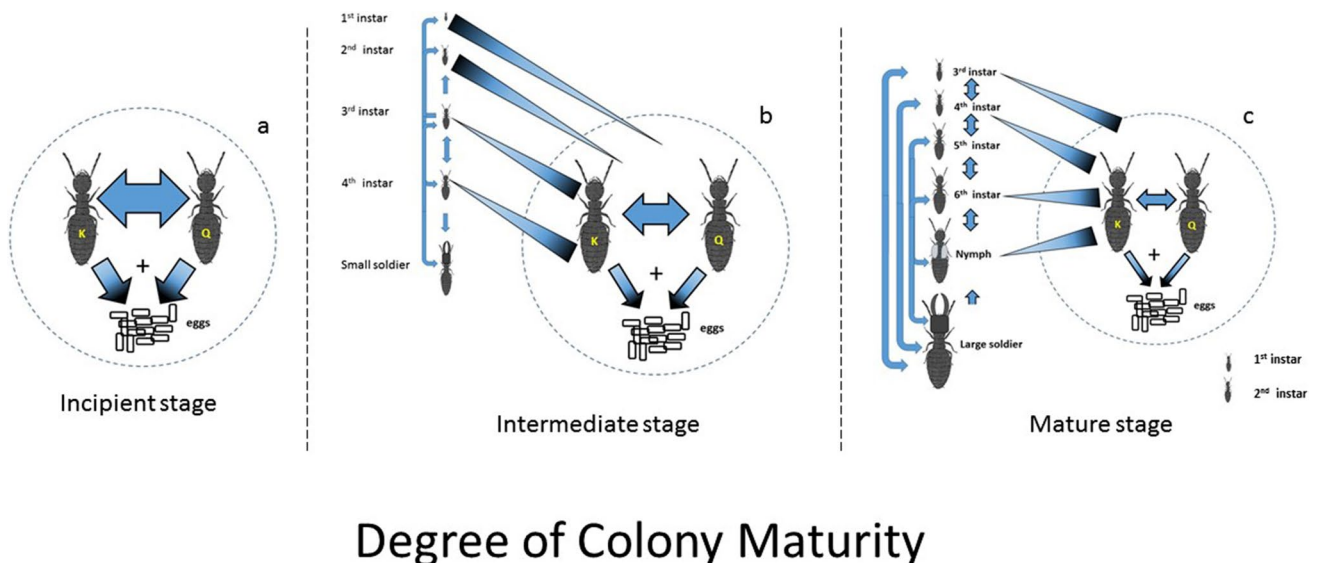 a
K
Q
+
eggs
Incipient stage
1st instar
2nd instar
3rd instar
4th instar
Small soldier
b
K
Q
+
eggs
Intermediate stage
3rd instar
4th instar
5th instar
6th instar
Nymph
Large soldier
c
K
Q
+
eggs
1st instar
2nd instar
Mature stage
Degree of Colony Maturity